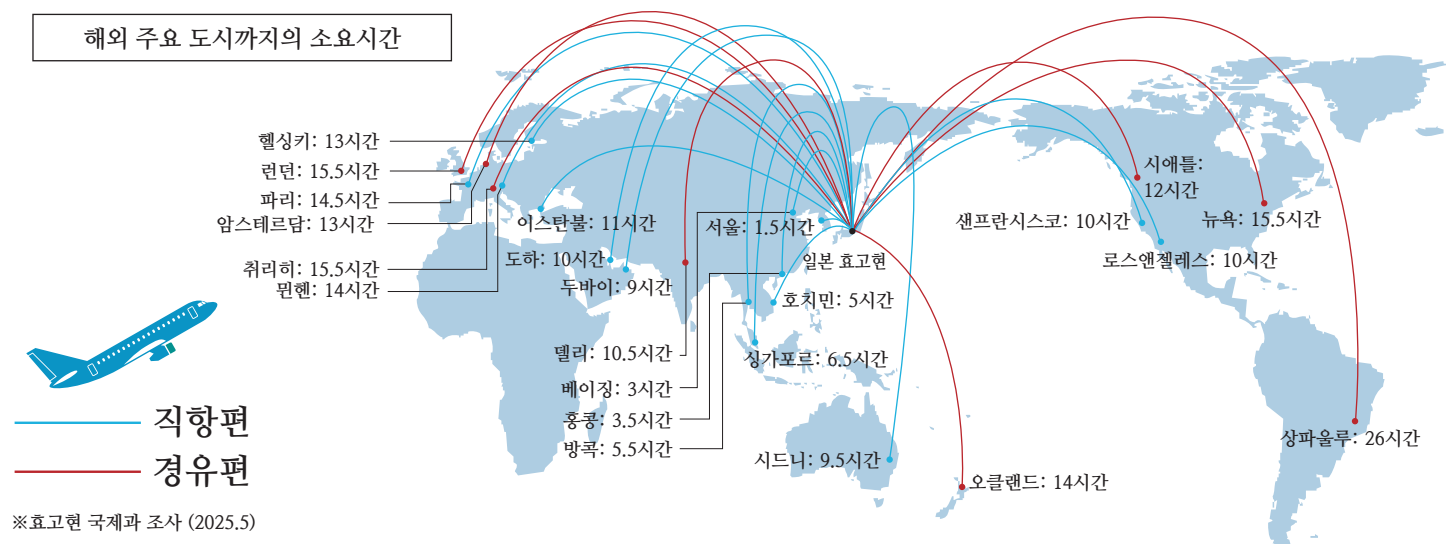 해외 주요 도시까지의 소요시간
헬싱키: 13시간
런던: 15.5시간
파리: 14.5시간
암스테르담: 13시간
취리히: 15.5시간
뮌헨: 14시간
이스탄불: 11시간
도하: 10시간
두바이: 9시간
서울: 1.5시간
일본 효고현
호치민: 5시간
델리: 10.5시간
싱가포르: 6.5시간
베이징: 3시간
홍콩: 3.5시간
방콕: 5.5시간
시드니: 9.5시간
오클랜드: 14시간
시애틀:
12시간
샌프란시스코: 10시간
뉴욕: 15.5시간
로스앤젤레스: 10시간
상파울루: 26시간
직항편
경유편
※효고현 국제과 조사 (2025.5)